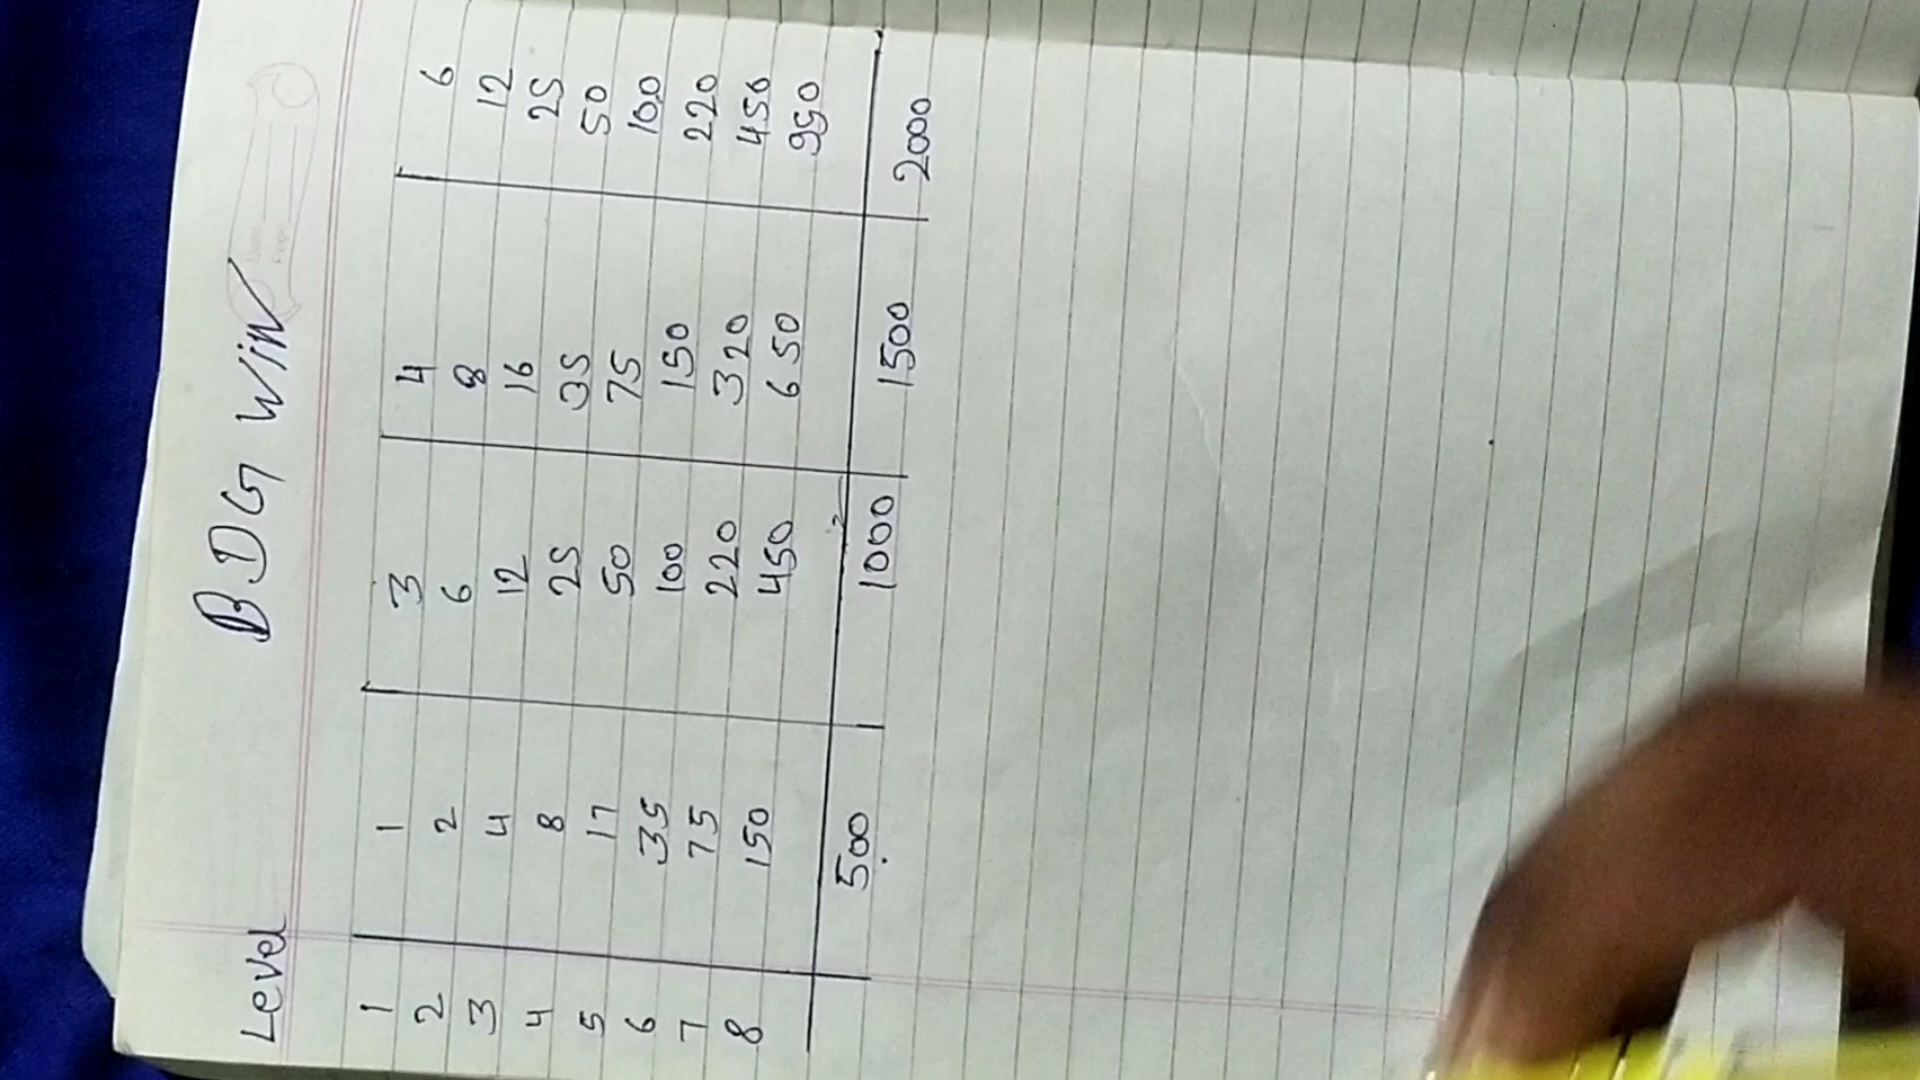 B.DG WiN
Level
1 1 3 4 6
2 2 6 8 12
3 4 12 16 25
4 8 25 35 50
5 17 50 75 100
6 35 100 150 220
7 75 220 320 450
8 150 450 650 950
500 1000 1500 2000